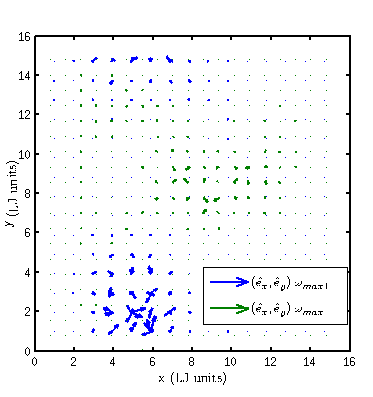 16
14
12
10
8
6
4
2
0
y (LJ units)
(ê_x, ê_y) ω_max1
(ê_x, ê_y) ω_max
0 2 4 6 8 10 12 14 16
x (LJ units)